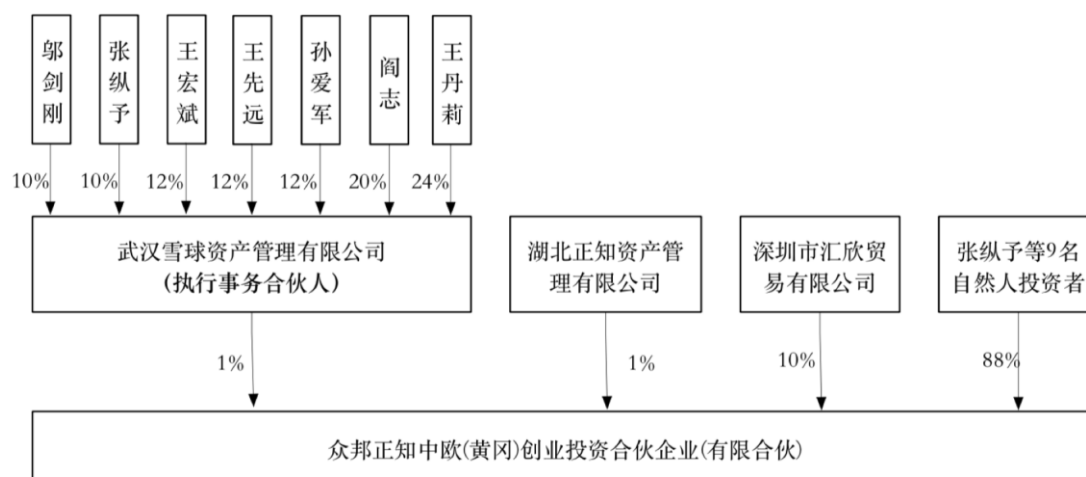 邬剑刚
张纵予
王宏斌
王先远
孙爱军
阎志
王丹莉
10%
10%
12%
12%
12%
20%
24%
武汉雪球资产管理有限公司
(执行事务合伙人)
湖北正知资产管
理有限公司
深圳市汇欣贸
易有限公司
张纵予等9名
自然人投资者
1%
1%
10%
88%
众邦正知中欧(黄冈)创业投资合伙企业(有限合伙)